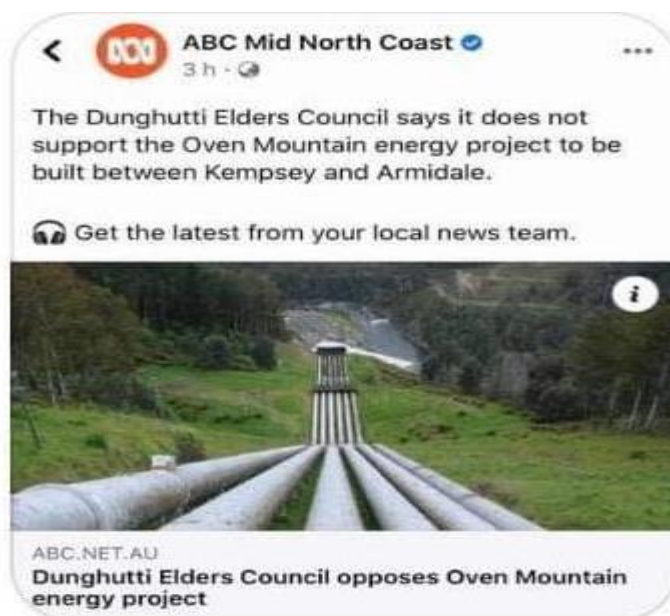 ABC Mid North Coast
3 h
The Dunghutti Elders Council says it does not
support the Oven Mountain energy project to be
built between Kempsey and Armidale.
Get the latest from your local news team.
i
ABC.NET.AU
Dunghutti Elders Council opposes Oven Mountain
energy project